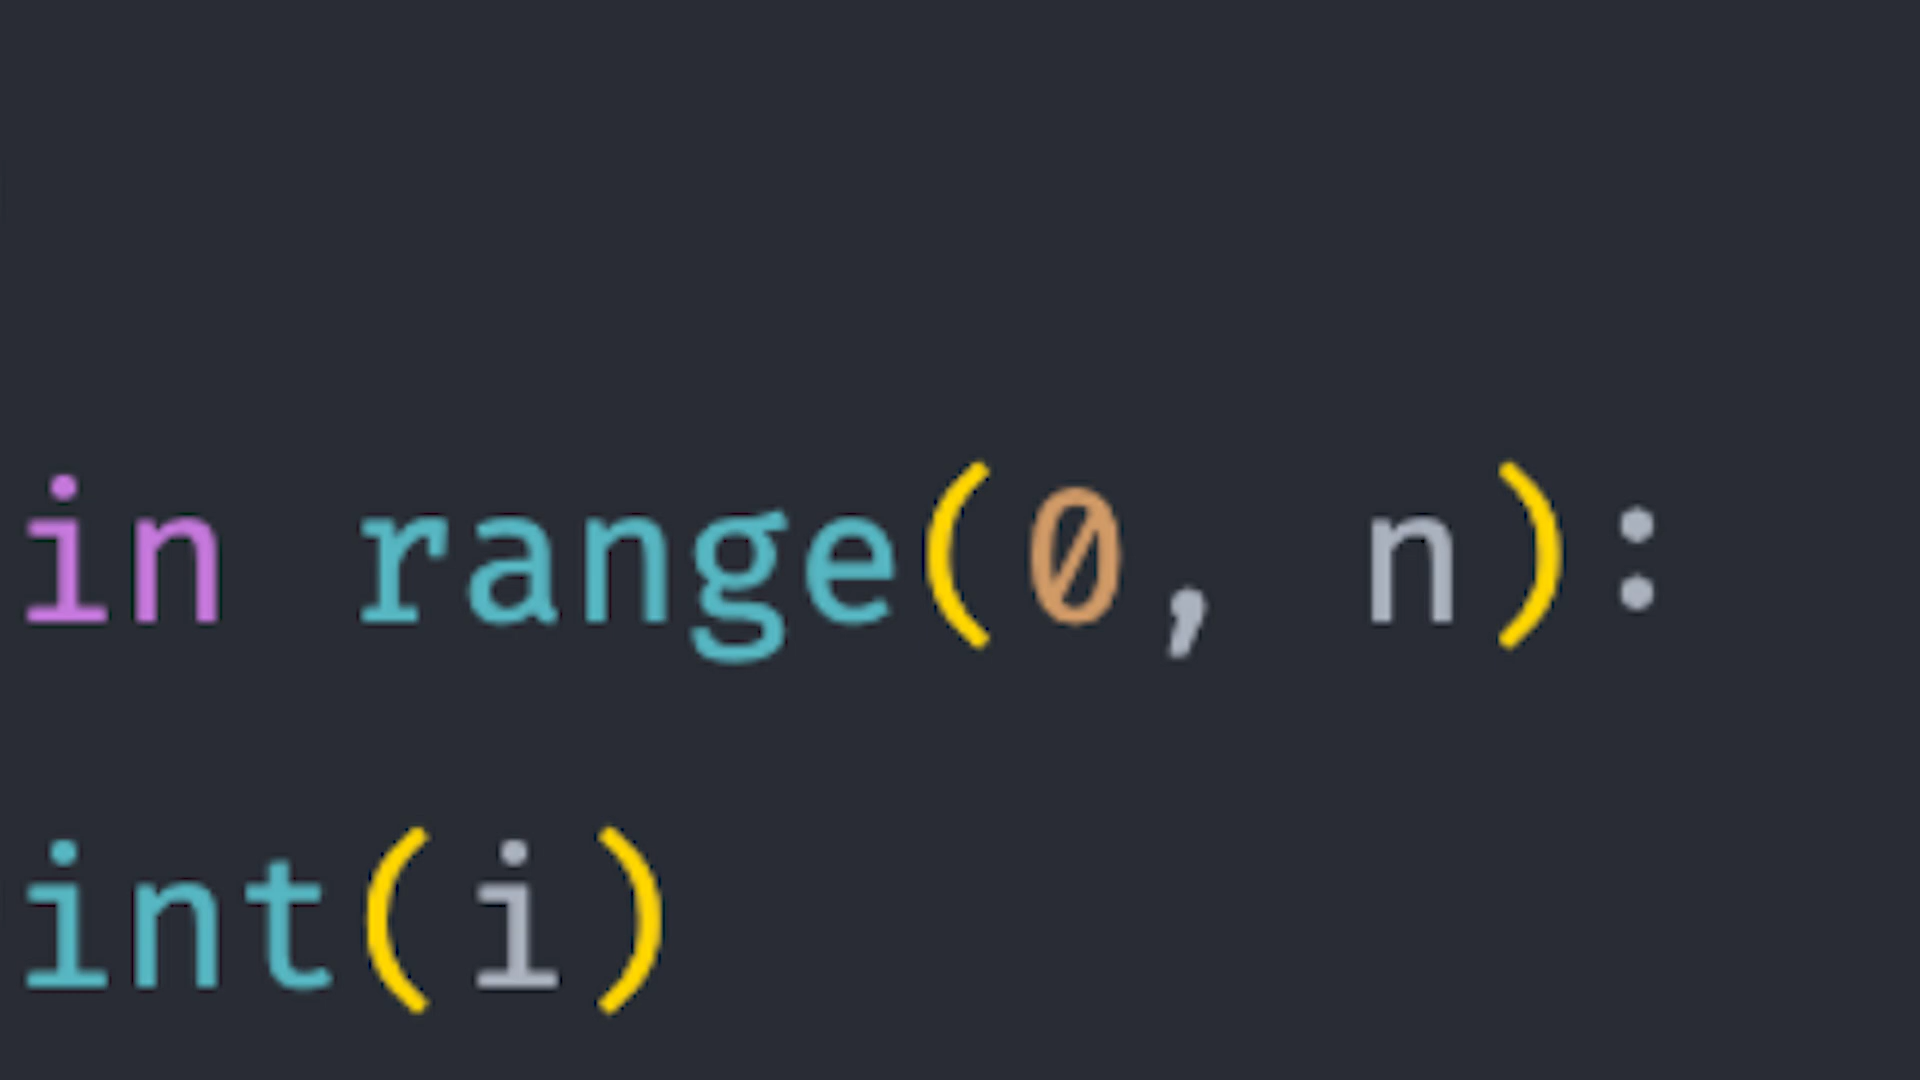 in range(0, n):
int(i)